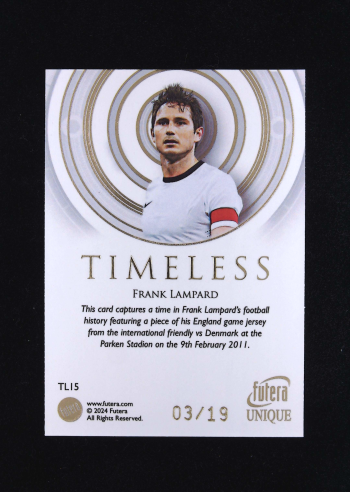 TIMELESS
FRANK LAMPARD
This card captures a time in Frank Lampard's football
history featuring a piece of his England game jersey
from the international friendly vs Denmark at the
Parken Stadium on the 9th February 2011.
TL15
www.futera.com
© 2024 Futera
All Rights Reserved.
03/19
futera
UNIQUE